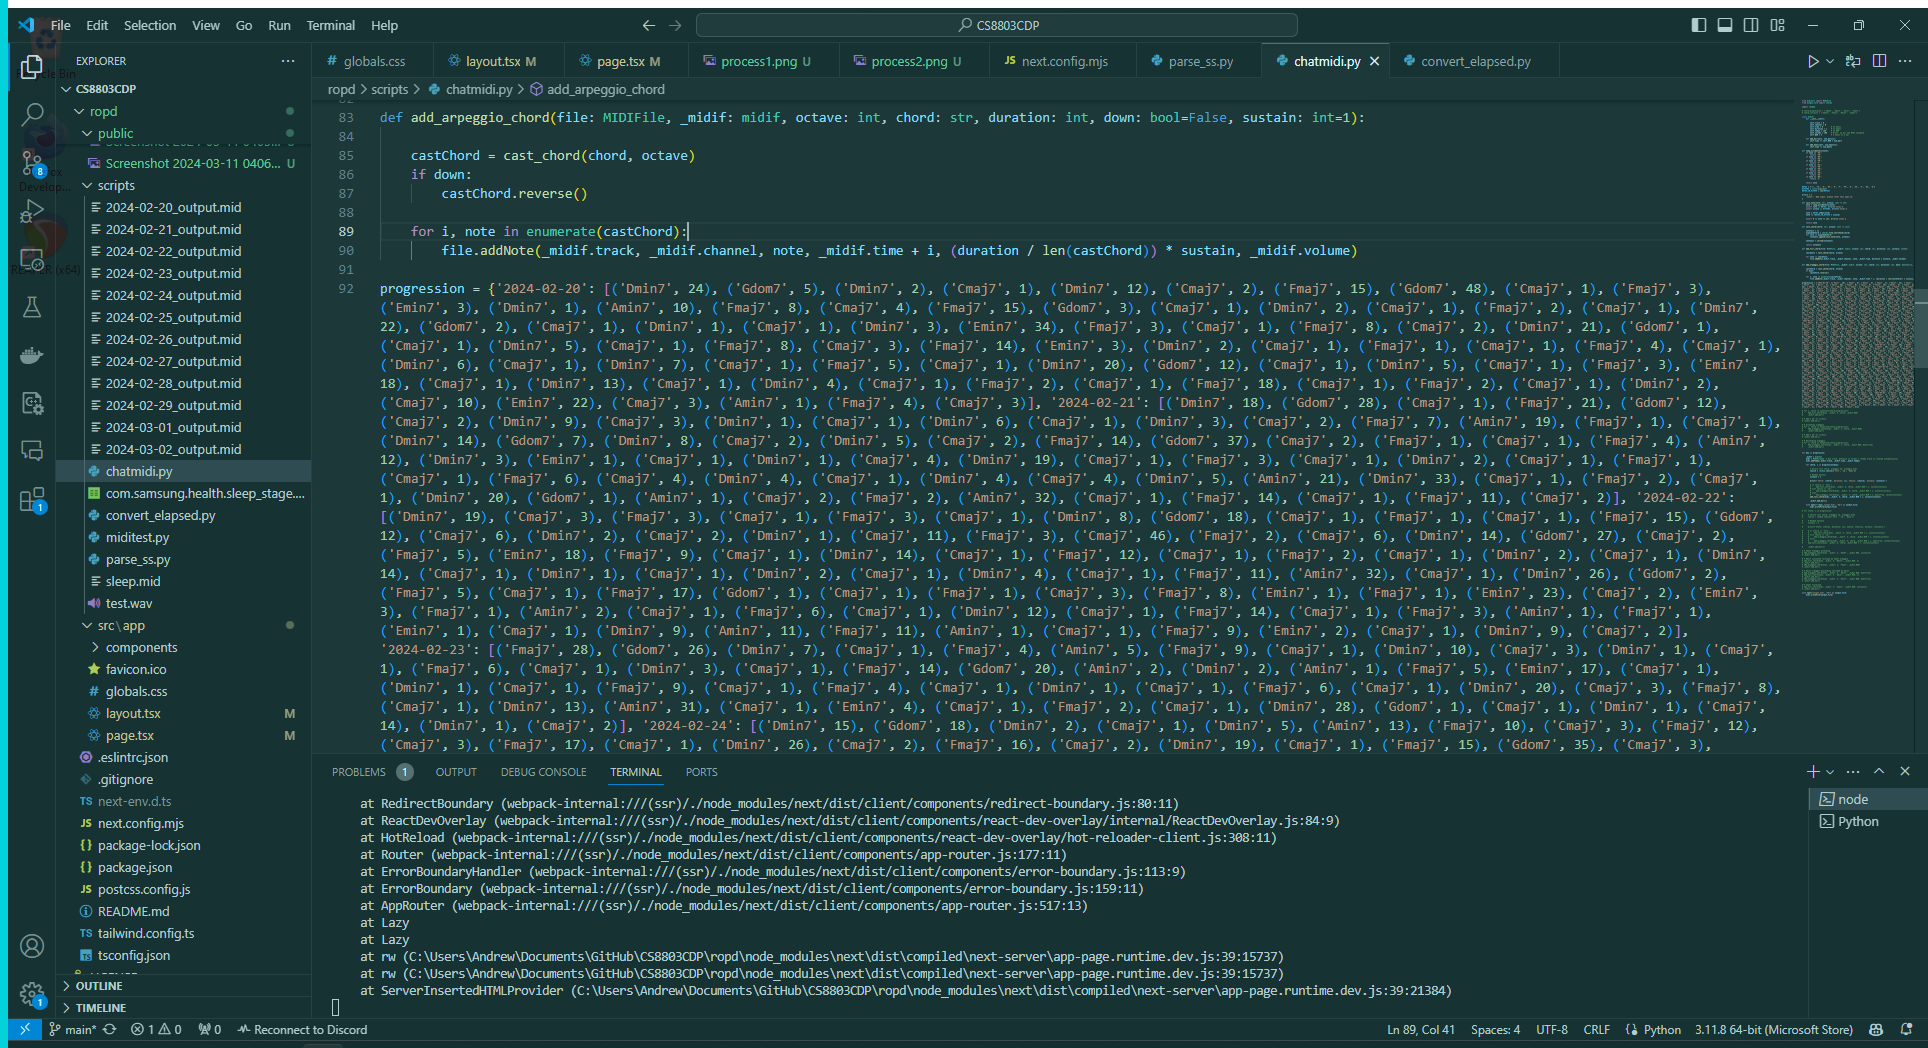 File Edit Selection View Go Run Terminal Help
CS8803CDP
EXPLORER
CS8803CDP
ropd
public
Screenshot 2024-03-11 0406... U
scripts
2024-02-20_output.mid
2024-02-21_output.mid
2024-02-22_output.mid
2024-02-23_output.mid
2024-02-24_output.mid
2024-02-25_output.mid
2024-02-26_output.mid
2024-02-27_output.mid
2024-02-28_output.mid
2024-02-29_output.mid
2024-03-01_output.mid
2024-03-02_output.mid
chatmidi.py
com.samsung.health.sleep_stage....
convert_elapsed.py
miditest.py
parse_ss.py
sleep.mid
test.wav
src\app
components
favicon.ico
globals.css
layout.tsx M
page.tsx M
.eslintrc.json
.gitignore
next-env.d.ts
next.config.mjs
package-lock.json
package.json
postcss.config.js
README.md
tailwind.config.ts
tsconfig.json
OUTLINE
TIMELINE
globals.css layout.tsx M page.tsx M process1.png U process2.png U next.config.mjs parse_ss.py chatmidi.py convert_elapsed.py
ropd > scripts > chatmidi.py > add_arpeggio_chord
83 def add_arpeggio_chord(file: MIDIFile, _midif: midif, octave: int, chord: str, duration: int, down: bool=False, sustain: int=1):
84
85 castChord = cast_chord(chord, octave)
86 if down:
87 castChord.reverse()
88
89 for i, note in enumerate(castChord):
90 file.addNote(_midif.track, _midif.channel, note, _midif.time + i, (duration / len(castChord)) * sustain, _midif.volume)
91
92 progression = {'2024-02-20': [('Dmin7', 24), ('Gdom7', 5), ('Dmin7', 2), ('Cmaj7', 1), ('Dmin7', 12), ('Cmaj7', 2), ('Fmaj7', 15), ('Gdom7', 48), ('Cmaj7', 1), ('Fmaj7', 3),
('Emin7', 3), ('Dmin7', 1), ('Amin7', 10), ('Fmaj7', 8), ('Cmaj7', 4), ('Fmaj7', 15), ('Gdom7', 3), ('Cmaj7', 1), ('Dmin7', 2), ('Cmaj7', 1), ('Fmaj7', 2), ('Cmaj7', 1), ('Dmin7',
22), ('Gdom7', 2), ('Cmaj7', 1), ('Dmin7', 1), ('Cmaj7', 1), ('Dmin7', 3), ('Emin7', 34), ('Fmaj7', 3), ('Cmaj7', 1), ('Fmaj7', 8), ('Cmaj7', 2), ('Dmin7', 21), ('Gdom7', 1),
('Cmaj7', 1), ('Dmin7', 5), ('Cmaj7', 1), ('Fmaj7', 8), ('Cmaj7', 3), ('Fmaj7', 14), ('Emin7', 3), ('Dmin7', 2), ('Cmaj7', 1), ('Fmaj7', 1), ('Cmaj7', 1), ('Fmaj7', 4), ('Cmaj7', 1),
('Dmin7', 6), ('Cmaj7', 1), ('Dmin7', 7), ('Cmaj7', 1), ('Fmaj7', 5), ('Cmaj7', 1), ('Dmin7', 20), ('Gdom7', 12), ('Cmaj7', 1), ('Dmin7', 5), ('Cmaj7', 1), ('Fmaj7', 3), ('Emin7',
18), ('Cmaj7', 1), ('Dmin7', 13), ('Cmaj7', 1), ('Dmin7', 4), ('Cmaj7', 1), ('Fmaj7', 2), ('Cmaj7', 1), ('Fmaj7', 18), ('Cmaj7', 1), ('Fmaj7', 2), ('Cmaj7', 1), ('Dmin7', 2),
('Cmaj7', 10), ('Emin7', 22), ('Cmaj7', 3), ('Amin7', 1), ('Fmaj7', 4), ('Cmaj7', 3)], '2024-02-21': [('Dmin7', 18), ('Gdom7', 28), ('Cmaj7', 1), ('Fmaj7', 21), ('Gdom7', 12),
('Cmaj7', 2), ('Dmin7', 9), ('Cmaj7', 3), ('Dmin7', 1), ('Cmaj7', 1), ('Dmin7', 6), ('Cmaj7', 1), ('Dmin7', 3), ('Cmaj7', 2), ('Fmaj7', 7), ('Amin7', 19), ('Fmaj7', 1), ('Cmaj7', 1),
('Dmin7', 14), ('Gdom7', 7), ('Dmin7', 8), ('Cmaj7', 2), ('Dmin7', 5), ('Cmaj7', 2), ('Fmaj7', 14), ('Gdom7', 37), ('Cmaj7', 2), ('Fmaj7', 1), ('Cmaj7', 1), ('Fmaj7', 4), ('Amin7',
12), ('Dmin7', 3), ('Emin7', 1), ('Cmaj7', 1), ('Dmin7', 1), ('Cmaj7', 4), ('Dmin7', 19), ('Cmaj7', 1), ('Fmaj7', 1), ('Cmaj7', 1), ('Dmin7', 2), ('Cmaj7', 1), ('Fmaj7', 1),
('Cmaj7', 1), ('Fmaj7', 6), ('Cmaj7', 4), ('Dmin7', 4), ('Cmaj7', 1), ('Dmin7', 4), ('Cmaj7', 4), ('Dmin7', 5), ('Amin7', 21), ('Dmin7', 33), ('Cmaj7', 1), ('Fmaj7', 2), ('Cmaj7',
1), ('Dmin7', 20), ('Gdom7', 1), ('Amin7', 1), ('Cmaj7', 2), ('Fmaj7', 2), ('Amin7', 32), ('Cmaj7', 1), ('Fmaj7', 14), ('Cmaj7', 1), ('Fmaj7', 11), ('Cmaj7', 2)], '2024-02-22':
[('Dmin7', 19), ('Cmaj7', 3), ('Fmaj7', 3), ('Cmaj7', 1), ('Fmaj7', 3), ('Cmaj7', 1), ('Dmin7', 8), ('Gdom7', 18), ('Cmaj7', 1), ('Fmaj7', 1), ('Cmaj7', 1), ('Fmaj7', 15), ('Gdom7',
12), ('Cmaj7', 6), ('Dmin7', 2), ('Cmaj7', 2), ('Dmin7', 1), ('Cmaj7', 11), ('Fmaj7', 3), ('Cmaj7', 46), ('Fmaj7', 2), ('Cmaj7', 6), ('Dmin7', 14), ('Gdom7', 27), ('Cmaj7', 2),
('Fmaj7', 5), ('Emin7', 18), ('Fmaj7', 9), ('Cmaj7', 1), ('Dmin7', 14), ('Cmaj7', 1), ('Fmaj7', 12), ('Cmaj7', 1), ('Fmaj7', 2), ('Cmaj7', 1), ('Dmin7', 2), ('Cmaj7', 1), ('Dmin7',
14), ('Cmaj7', 1), ('Dmin7', 1), ('Cmaj7', 1), ('Dmin7', 2), ('Cmaj7', 1), ('Dmin7', 4), ('Cmaj7', 1), ('Fmaj7', 11), ('Amin7', 32), ('Cmaj7', 1), ('Dmin7', 26), ('Gdom7', 2),
('Fmaj7', 5), ('Cmaj7', 1), ('Fmaj7', 17), ('Gdom7', 1), ('Cmaj7', 1), ('Fmaj7', 1), ('Cmaj7', 3), ('Fmaj7', 8), ('Emin7', 1), ('Fmaj7', 1), ('Emin7', 23), ('Cmaj7', 2), ('Emin7',
3), ('Fmaj7', 1), ('Amin7', 2), ('Cmaj7', 1), ('Fmaj7', 6), ('Cmaj7', 1), ('Dmin7', 12), ('Cmaj7', 1), ('Fmaj7', 14), ('Cmaj7', 1), ('Fmaj7', 3), ('Amin7', 1), ('Fmaj7', 1),
('Emin7', 1), ('Cmaj7', 1), ('Dmin7', 9), ('Amin7', 11), ('Fmaj7', 11), ('Amin7', 1), ('Cmaj7', 1), ('Fmaj7', 9), ('Emin7', 2), ('Cmaj7', 1), ('Dmin7', 9), ('Cmaj7', 2)],
'2024-02-23': [('Fmaj7', 28), ('Gdom7', 26), ('Dmin7', 7), ('Cmaj7', 1), ('Fmaj7', 4), ('Amin7', 5), ('Fmaj7', 9), ('Cmaj7', 1), ('Dmin7', 10), ('Cmaj7', 3), ('Dmin7', 1), ('Cmaj7',
1), ('Fmaj7', 6), ('Cmaj7', 1), ('Dmin7', 3), ('Cmaj7', 1), ('Fmaj7', 14), ('Gdom7', 20), ('Amin7', 2), ('Dmin7', 2), ('Amin7', 1), ('Fmaj7', 5), ('Emin7', 17), ('Cmaj7', 1),
('Dmin7', 1), ('Cmaj7', 1), ('Fmaj7', 9), ('Cmaj7', 1), ('Fmaj7', 4), ('Cmaj7', 1), ('Dmin7', 1), ('Cmaj7', 1), ('Fmaj7', 6), ('Cmaj7', 1), ('Dmin7', 20), ('Cmaj7', 3), ('Fmaj7', 8),
('Cmaj7', 1), ('Dmin7', 13), ('Amin7', 31), ('Cmaj7', 1), ('Emin7', 4), ('Cmaj7', 1), ('Fmaj7', 2), ('Cmaj7', 1), ('Dmin7', 28), ('Gdom7', 1), ('Cmaj7', 1), ('Dmin7', 1), ('Cmaj7',
14), ('Dmin7', 1), ('Cmaj7', 2)], '2024-02-24': [('Dmin7', 15), ('Gdom7', 18), ('Dmin7', 2), ('Cmaj7', 1), ('Dmin7', 5), ('Amin7', 13), ('Fmaj7', 10), ('Cmaj7', 3), ('Fmaj7', 12),
('Cmaj7', 3), ('Fmaj7', 17), ('Cmaj7', 1), ('Dmin7', 26), ('Cmaj7', 2), ('Fmaj7', 16), ('Cmaj7', 2), ('Dmin7', 19), ('Cmaj7', 1), ('Fmaj7', 15), ('Gdom7', 35), ('Cmaj7', 3),
PROBLEMS 1 OUTPUT DEBUG CONSOLE TERMINAL PORTS
at RedirectBoundary (webpack-internal:///(ssr)/./node_modules/next/dist/client/components/redirect-boundary.js:80:11)
at ReactDevOverlay (webpack-internal:///(ssr)/./node_modules/next/dist/client/components/react-dev-overlay/internal/ReactDevOverlay.js:84:9)
at HotReload (webpack-internal:///(ssr)/./node_modules/next/dist/client/components/react-dev-overlay/hot-reloader-client.js:308:11)
at Router (webpack-internal:///(ssr)/./node_modules/next/dist/client/components/app-router.js:177:11)
at ErrorBoundaryHandler (webpack-internal:///(ssr)/./node_modules/next/dist/client/components/error-boundary.js:113:9)
at ErrorBoundary (webpack-internal:///(ssr)/./node_modules/next/dist/client/components/error-boundary.js:159:11)
at AppRouter (webpack-internal:///(ssr)/./node_modules/next/dist/client/components/app-router.js:517:13)
at Lazy
at Lazy
at rw (C:\Users\Andrew\Documents\GitHub\CS8803CDP\ropd\node_modules\next\dist\compiled\next-server\app-page.runtime.dev.js:39:15737)
at rw (C:\Users\Andrew\Documents\GitHub\CS8803CDP\ropd\node_modules\next\dist\compiled\next-server\app-page.runtime.dev.js:39:15737)
at ServerInsertedHTMLProvider (C:\Users\Andrew\Documents\GitHub\CS8803CDP\ropd\node_modules\next\dist\compiled\next-server\app-page.runtime.dev.js:39:21384)
node
Python
main* 1 0 0 Reconnect to Discord
Ln 89, Col 41 Spaces: 4 UTF-8 CRLF Python 3.11.8 64-bit (Microsoft Store)